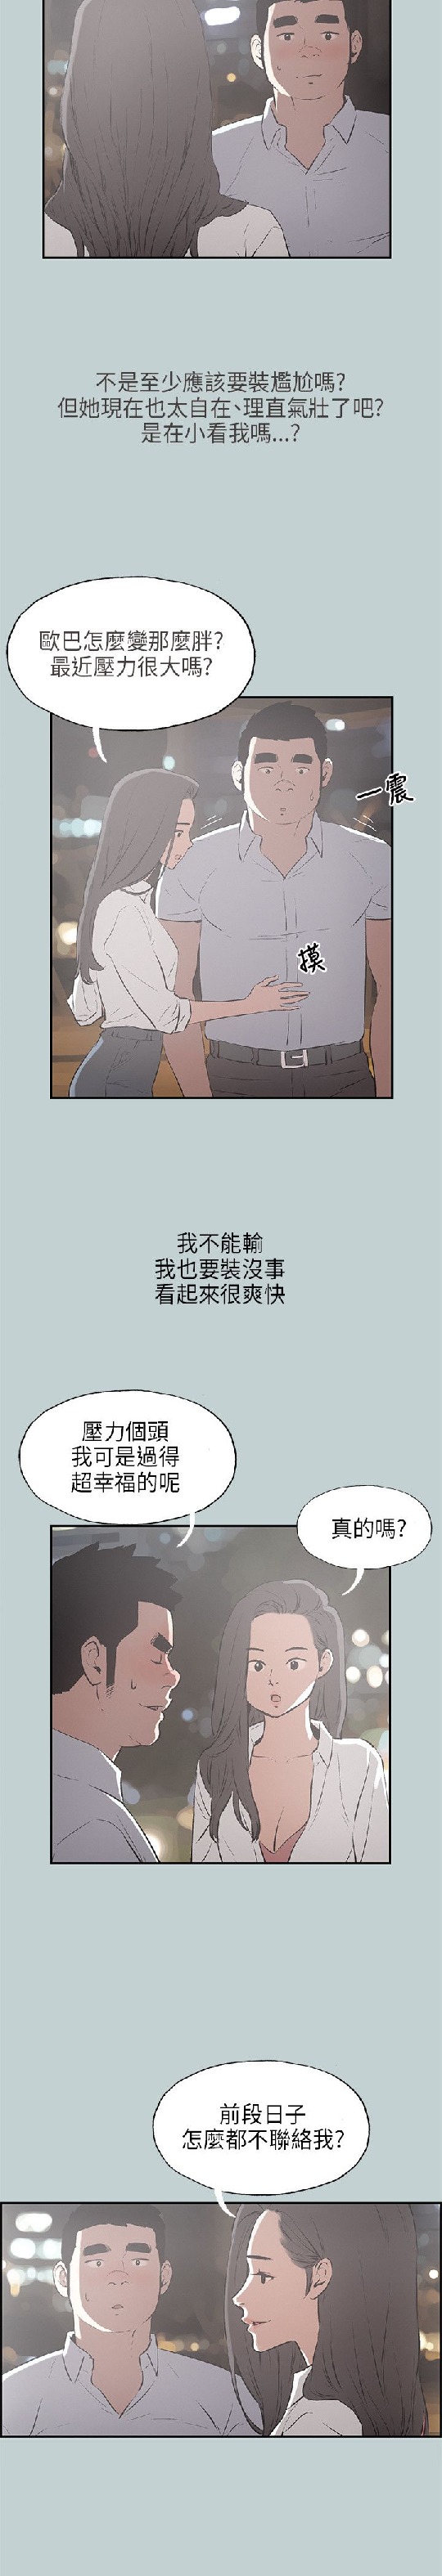 不是至少應該要裝尷尬嗎?
但她現在也太自在、理直氣壯了吧?
是在小看我嗎...?
歐巴怎麼變那麼胖?
最近壓力很大嗎?
一震
摸
我不能輸
我也要裝沒事
看起來很爽快
壓力個頭
我可是過得
超幸福的呢
真的嗎?
前段日子
怎麼都不聯絡我?